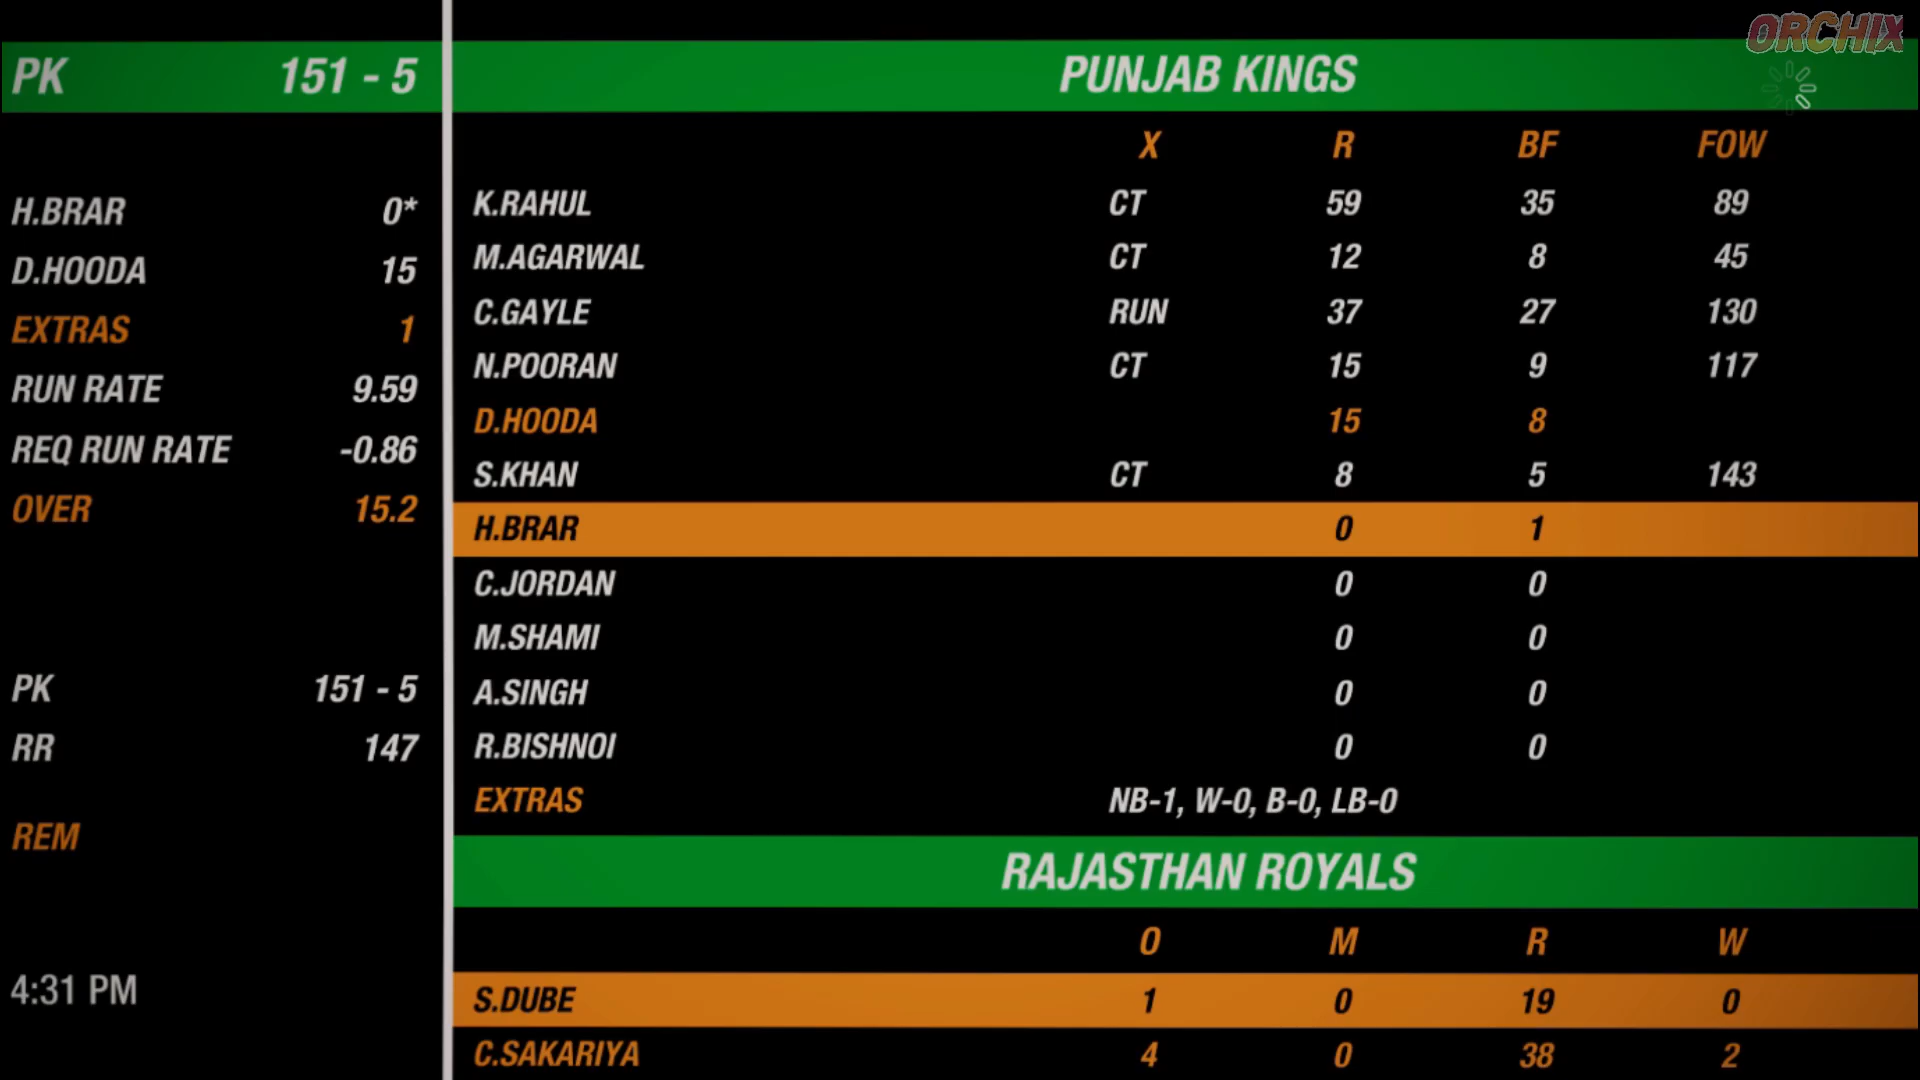 ORCHIX
PK 151 - 5
H.BRAR 0*
D.HOODA 15
EXTRAS 1
RUN RATE 9.59
REQ RUN RATE -0.86
OVER 15.2
PK 151 - 5
RR 147
REM
4:31 PM
PUNJAB KINGS
X R BF FOW
K.RAHUL CT 59 35 89
M.AGARWAL CT 12 8 45
C.GAYLE RUN 37 27 130
N.POORAN CT 15 9 117
D.HOODA 15 8
S.KHAN CT 8 5 143
H.BRAR 0 1
C.JORDAN 0 0
M.SHAMI 0 0
A.SINGH 0 0
R.BISHNOI 0 0
EXTRAS NB-1, W-0, B-0, LB-0
RAJASTHAN ROYALS
O M R W
S.DUBE 1 0 19 0
C.SAKARIYA 4 0 38 2